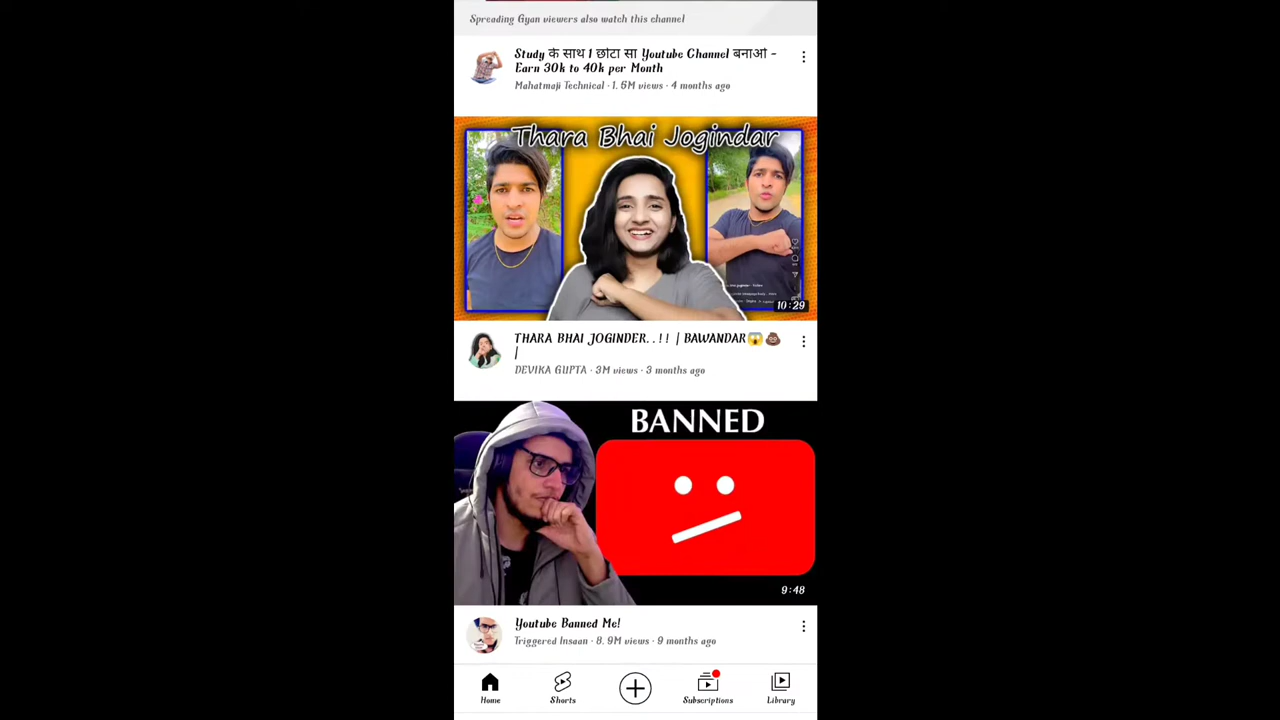 Spreading Gyan viewers also watch this channel
Study के साथ 1 छोटा सा Youtube Channel बनाओ -
Earn 30k to 40k per Month
Mahatmaji Technical · 1.5M views · 4 months ago
Thara Bhai Jogindar
10:29
THARA BHAI JOGINDER..!! | BAWANDAR😱💩
|
DEVIKA GUPTA · 3M views · 3 months ago
BANNED
9:48
Youtube Banned Me!
Triggered Insaan · 8.9M views · 9 months ago
Home
Shorts
Subscriptions
Library